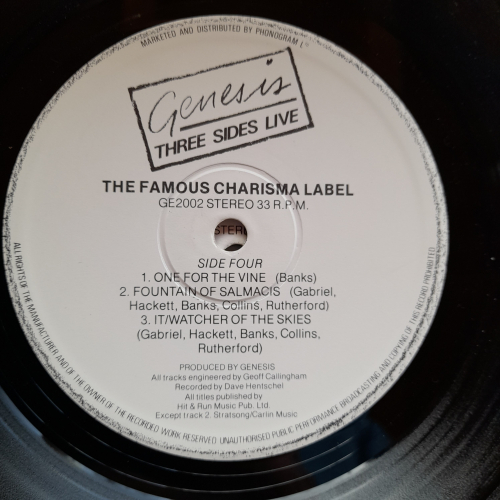 MARKETED AND DISTRIBUTED BY PHONOGRAM
Genesis
THREE SIDES LIVE
THE FAMOUS CHARISMA LABEL
GE2002 STEREO 33 R.P.M.
STER
SIDE FOUR
1. ONE FOR THE VINE (Banks)
2. FOUNTAIN OF SALMACIS (Gabriel,
Hackett, Banks, Collins, Rutherford)
3. IT/WATCHER OF THE SKIES
(Gabriel, Hackett, Banks, Collins,
Rutherford)
PRODUCED BY GENESIS
All tracks engineered by Geoff Callingham
Recorded by Dave Hentschel
All titles published by
Hit & Run Music Pub. Ltd.
Except track 2. Stratsong/Carlin Music
ALL RIGHTS OF THE MANUFACTURER AND OF THE OWNER OF THE RECORDED WORK RESERVED. UNAUTHORISED PUBLIC PERFORMANCE BROADCASTING AND COPYING OF THIS RECORD PROHIBITED